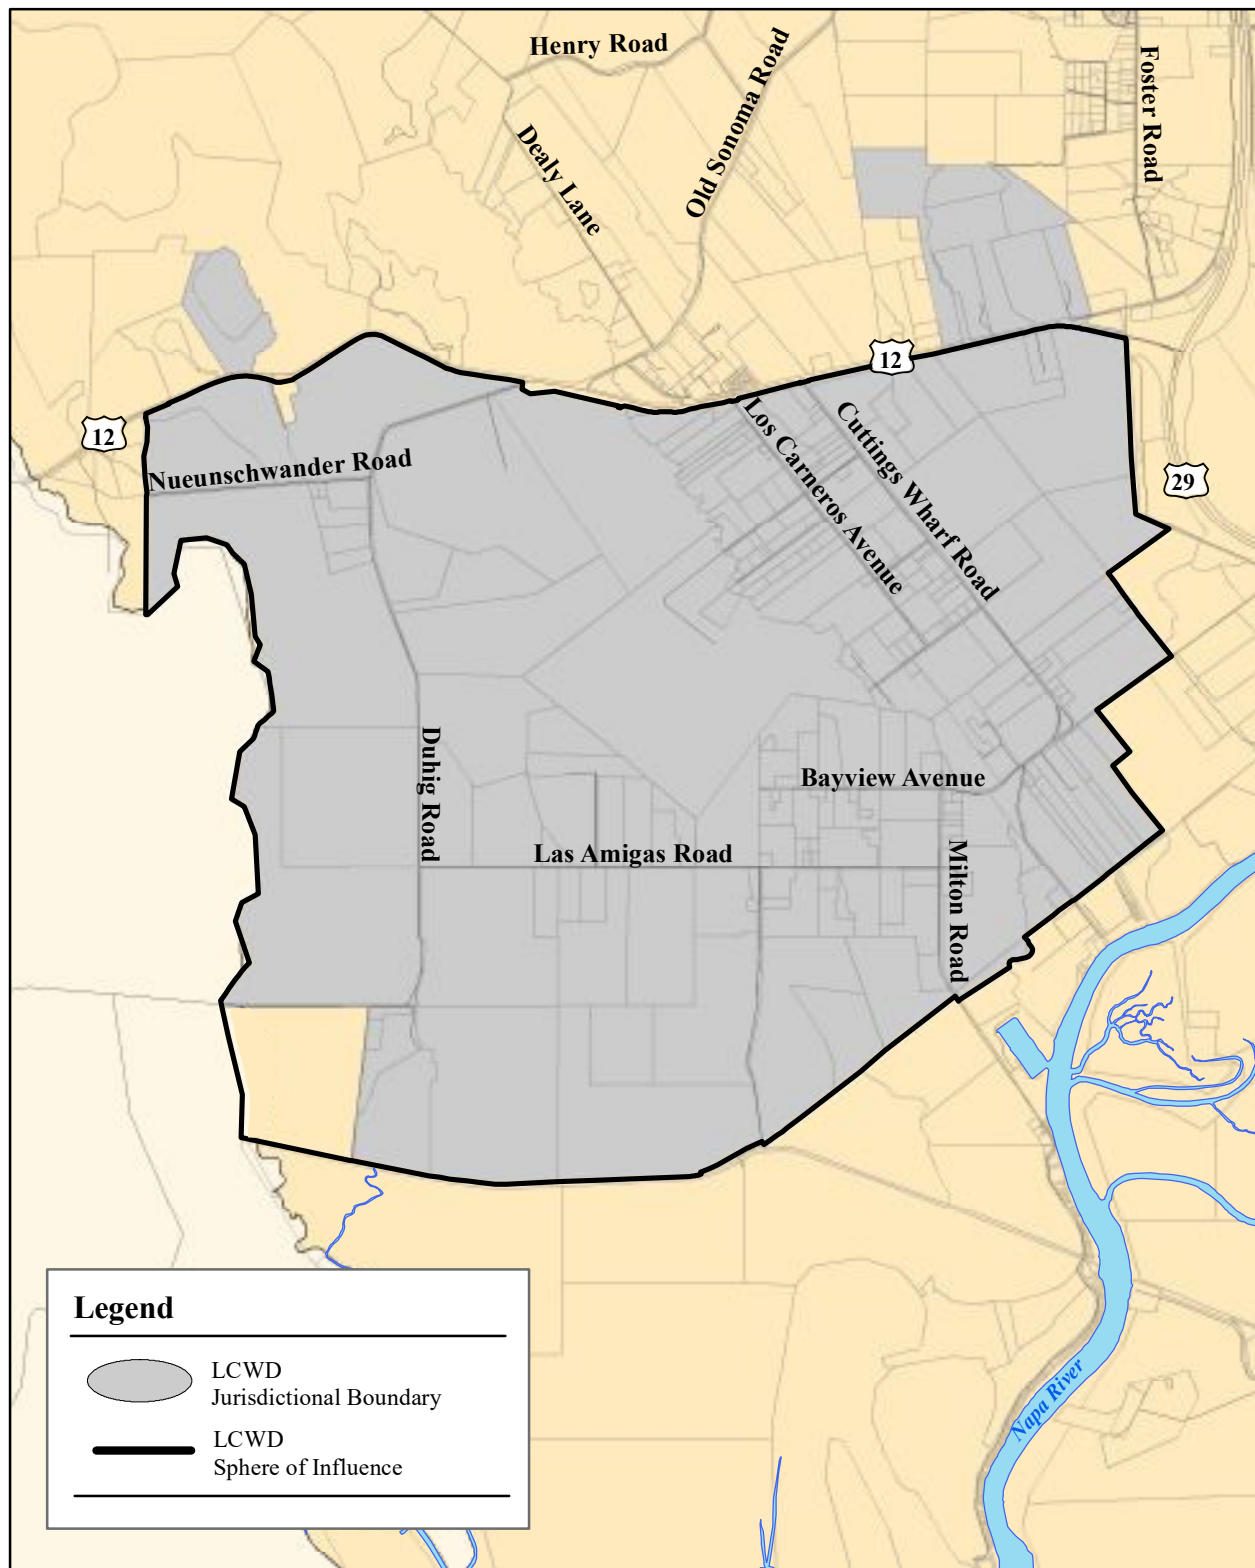 Henry Road
Old Sonoma Road
Foster Road
Dealy Lane
12
12
29
Nueunschwander Road
Los Carneros Avenue
Cuttings Wharf Road
Duhig Road
Bayview Avenue
Las Amigas Road
Milton Road
Napa River
Legend
LCWD
Jurisdictional Boundary
LCWD
Sphere of Influence